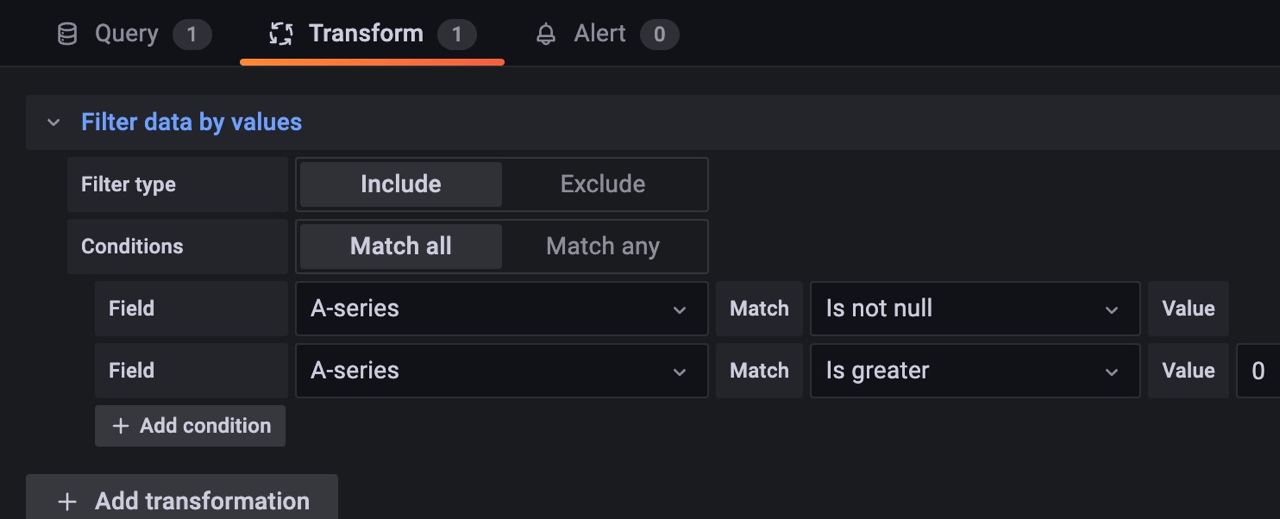 Query 1 Transform 1 Alert 0
Filter data by values
Filter type Include Exclude
Conditions Match all Match any
Field A-series Match Is not null Value
Field A-series Match Is greater Value 0
+ Add condition
+ Add transformation